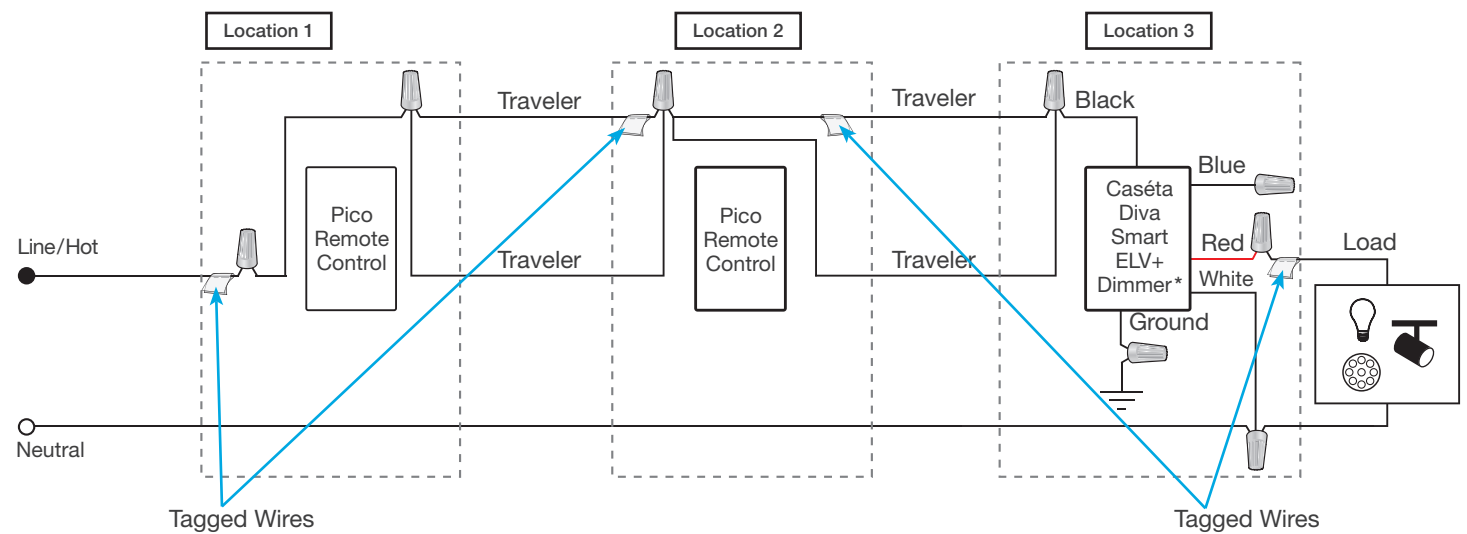 Location 1
Location 2
Location 3
Traveler
Traveler
Black
Blue
Pico
Remote
Control
Pico
Remote
Control
Caséta
Diva
Smart
ELV+
Dimmer*
Line/Hot
Traveler
Traveler
Red
Load
White
Ground
Neutral
Tagged Wires
Tagged Wires